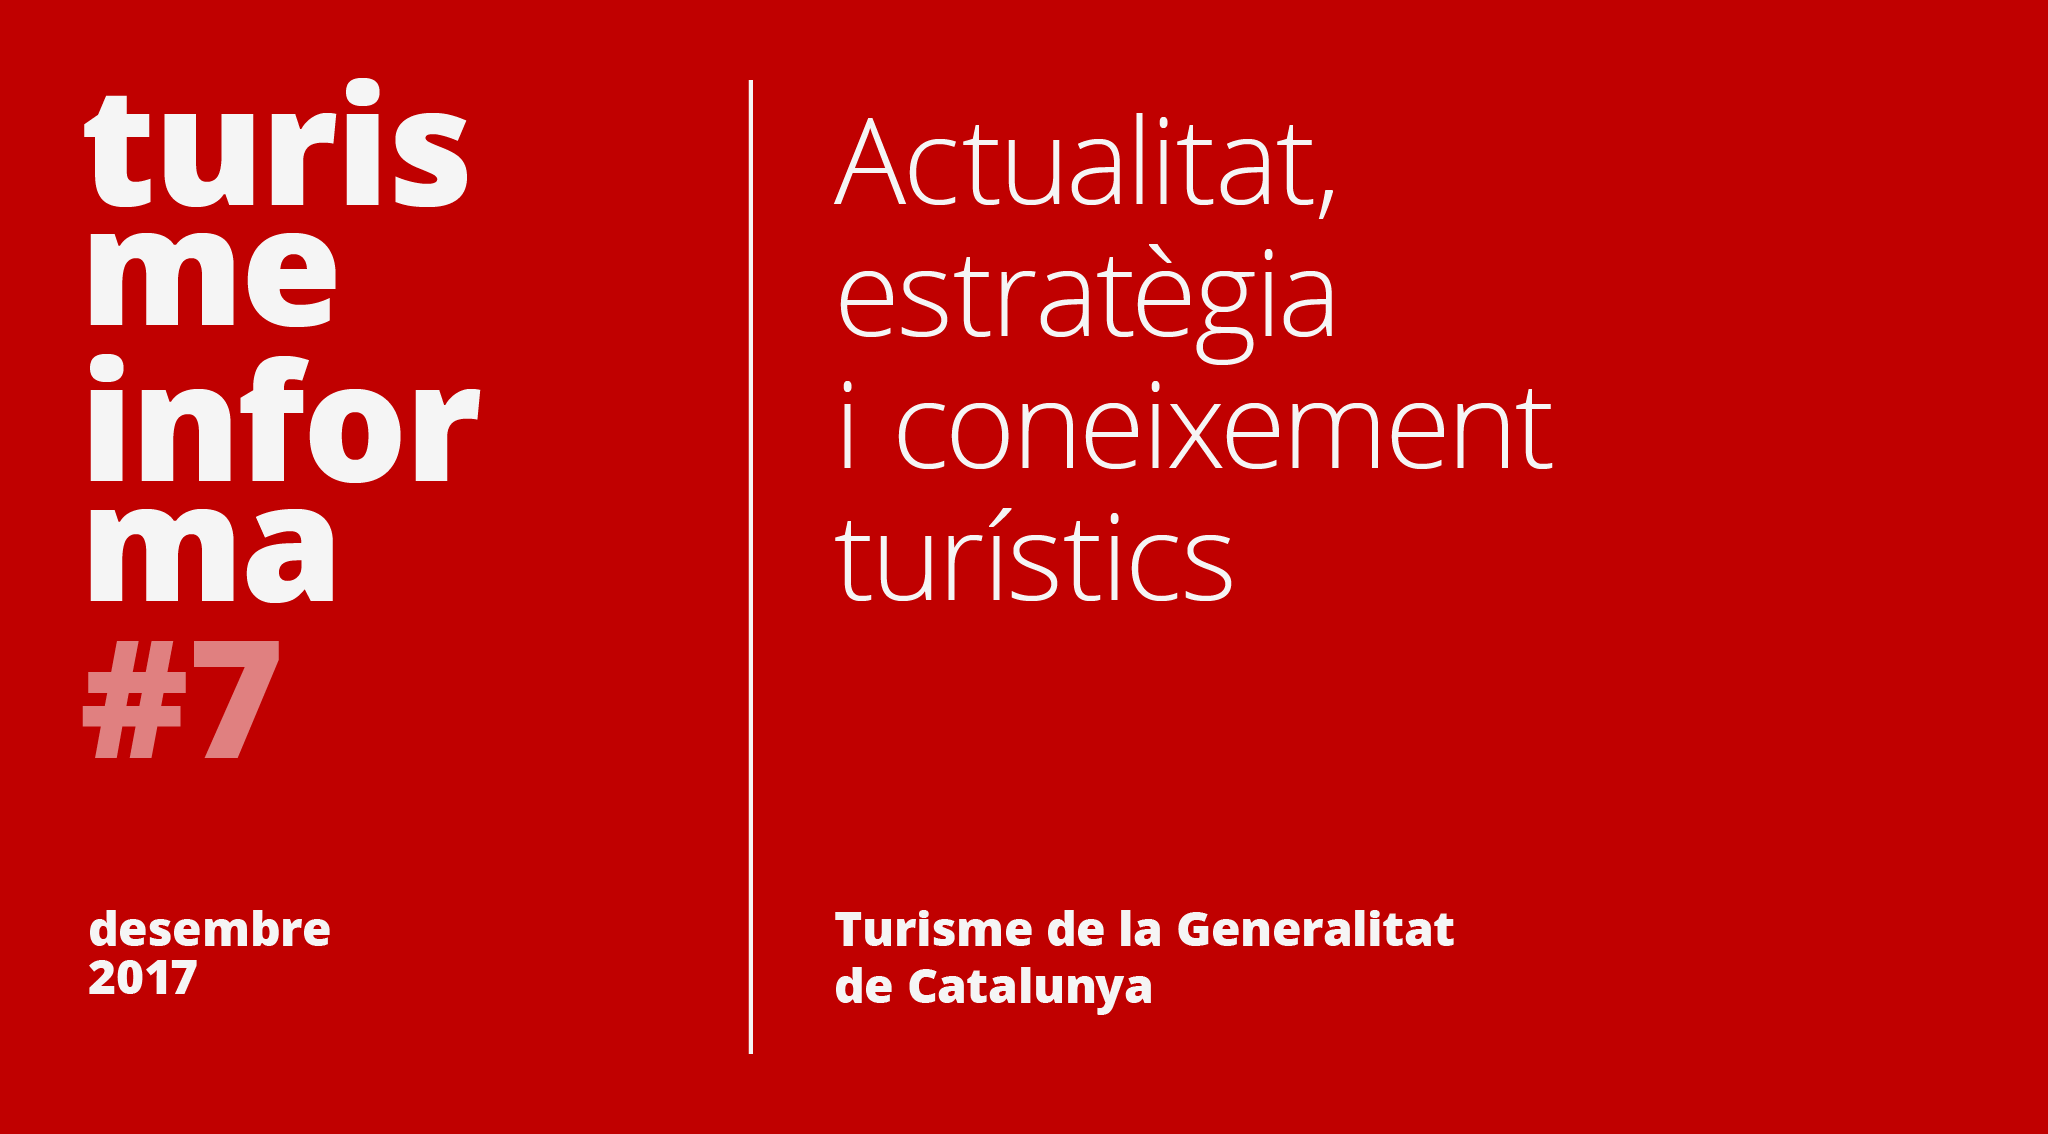 turis
me
infor
ma
#7
desembre
2017
Actualitat,
estratègia
i coneixement
turístics
Turisme de la Generalitat
de Catalunya